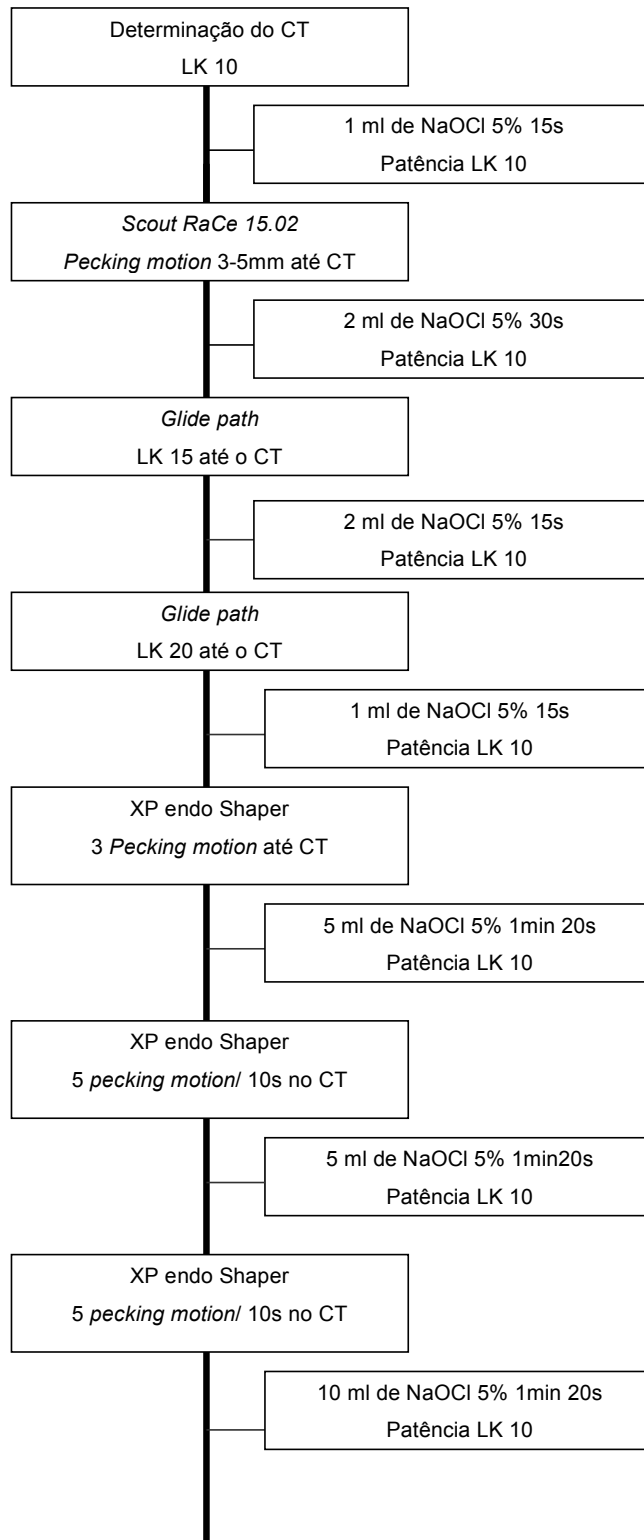 Determinação do CT
LK 10
1 ml de NaOCl 5% 15s
Patência LK 10
Scout RaCe 15.02
Pecking motion 3-5mm até CT
2 ml de NaOCl 5% 30s
Patência LK 10
Glide path
LK 15 até o CT
2 ml de NaOCl 5% 15s
Patência LK 10
Glide path
LK 20 até o CT
1 ml de NaOCl 5% 15s
Patência LK 10
XP endo Shaper
3 Pecking motion até CT
5 ml de NaOCl 5% 1min 20s
Patência LK 10
XP endo Shaper
5 pecking motion/ 10s no CT
5 ml de NaOCl 5% 1min20s
Patência LK 10
XP endo Shaper
5 pecking motion/ 10s no CT
10 ml de NaOCl 5% 1min 20s
Patência LK 10